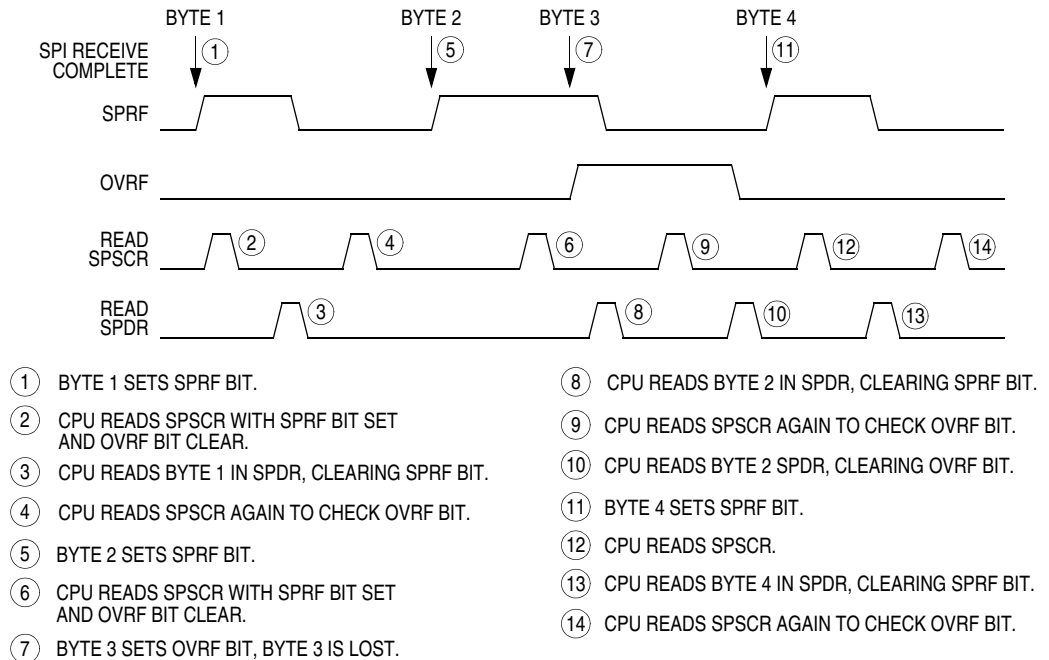 BYTE 1 BYTE 2 BYTE 3 BYTE 4
SPI RECEIVE
COMPLETE
1 5 7 11
SPRF
OVRF
READ
SPSCR
2 4 6 9 12 14
READ
SPDR
3 8 10 13
1 BYTE 1 SETS SPRF BIT.
2 CPU READS SPSCR WITH SPRF BIT SET
AND OVRF BIT CLEAR.
3 CPU READS BYTE 1 IN SPDR, CLEARING SPRF BIT.
4 CPU READS SPSCR AGAIN TO CHECK OVRF BIT.
5 BYTE 2 SETS SPRF BIT.
6 CPU READS SPSCR WITH SPRF BIT SET
AND OVRF BIT CLEAR.
7 BYTE 3 SETS OVRF BIT, BYTE 3 IS LOST.
8 CPU READS BYTE 2 IN SPDR, CLEARING SPRF BIT.
9 CPU READS SPSCR AGAIN TO CHECK OVRF BIT.
10 CPU READS BYTE 2 SPDR, CLEARING OVRF BIT.
11 BYTE 4 SETS SPRF BIT.
12 CPU READS SPSCR.
13 CPU READS BYTE 4 IN SPDR, CLEARING SPRF BIT.
14 CPU READS SPSCR AGAIN TO CHECK OVRF BIT.